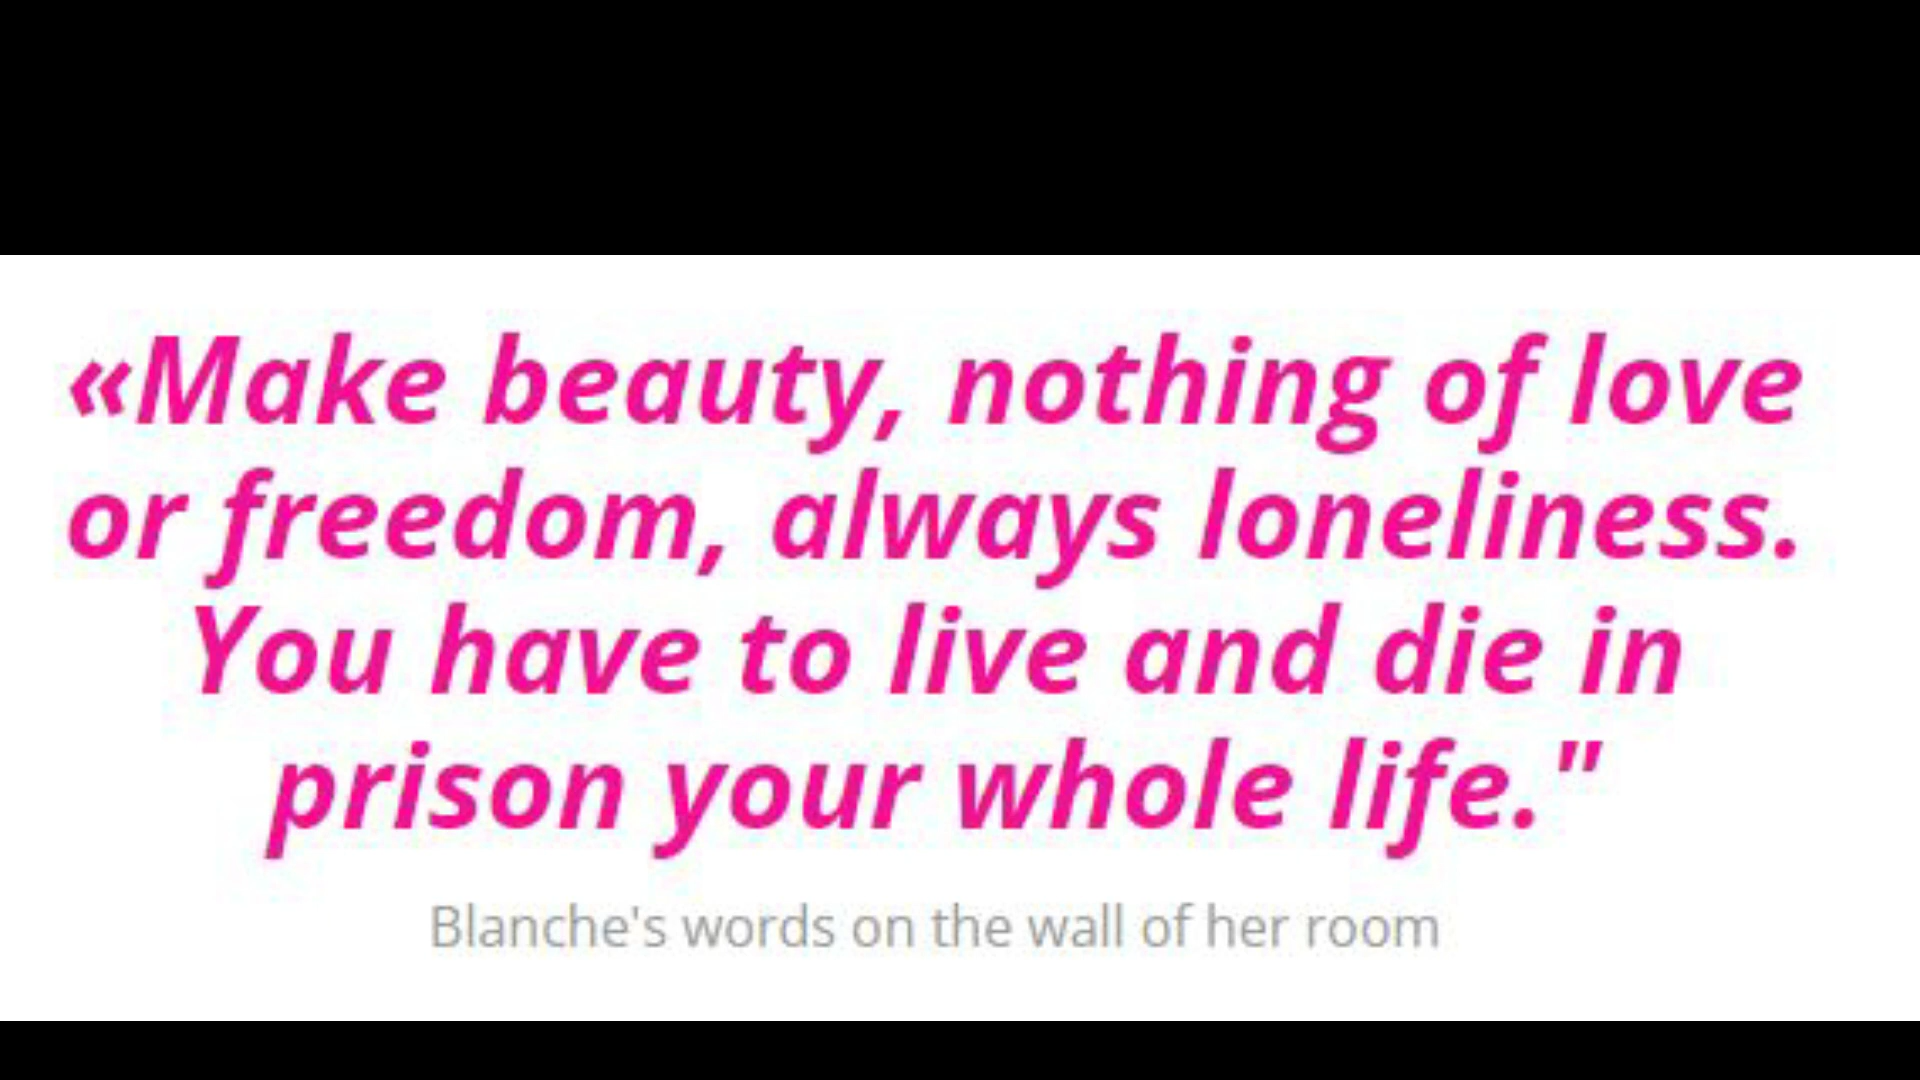 «Make beauty, nothing of love
or freedom, always loneliness.
You have to live and die in
prison your whole life."
Blanche's words on the wall of her room